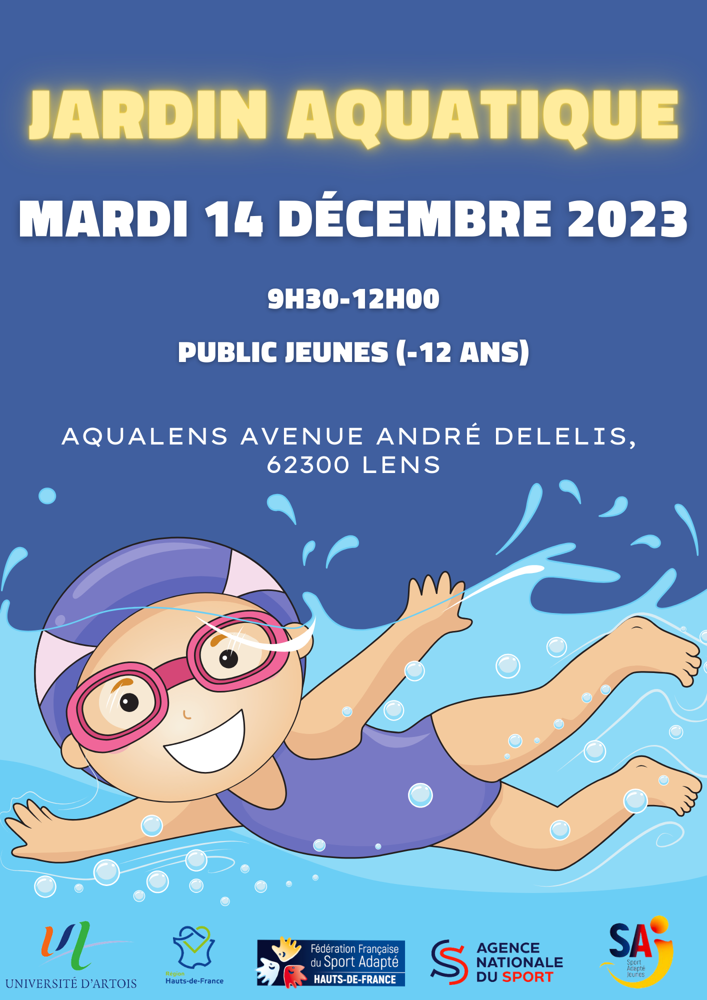 JARDIN AQUATIQUE
MARDI 14 DÉCEMBRE 2023
9H30-12H00
PUBLIC JEUNES (-12 ANS)
AQUALENS AVENUE ANDRÉ DELELIS,
62300 LENS
UNIVERSITÉ D'ARTOIS
Région
Hauts-de-France
Fédération Française
du Sport Adapté
HAUTS-DE-FRANCE
AGENCE
NATIONALE
DU SPORT
SAJ
Sport
Adapté
Jeunes